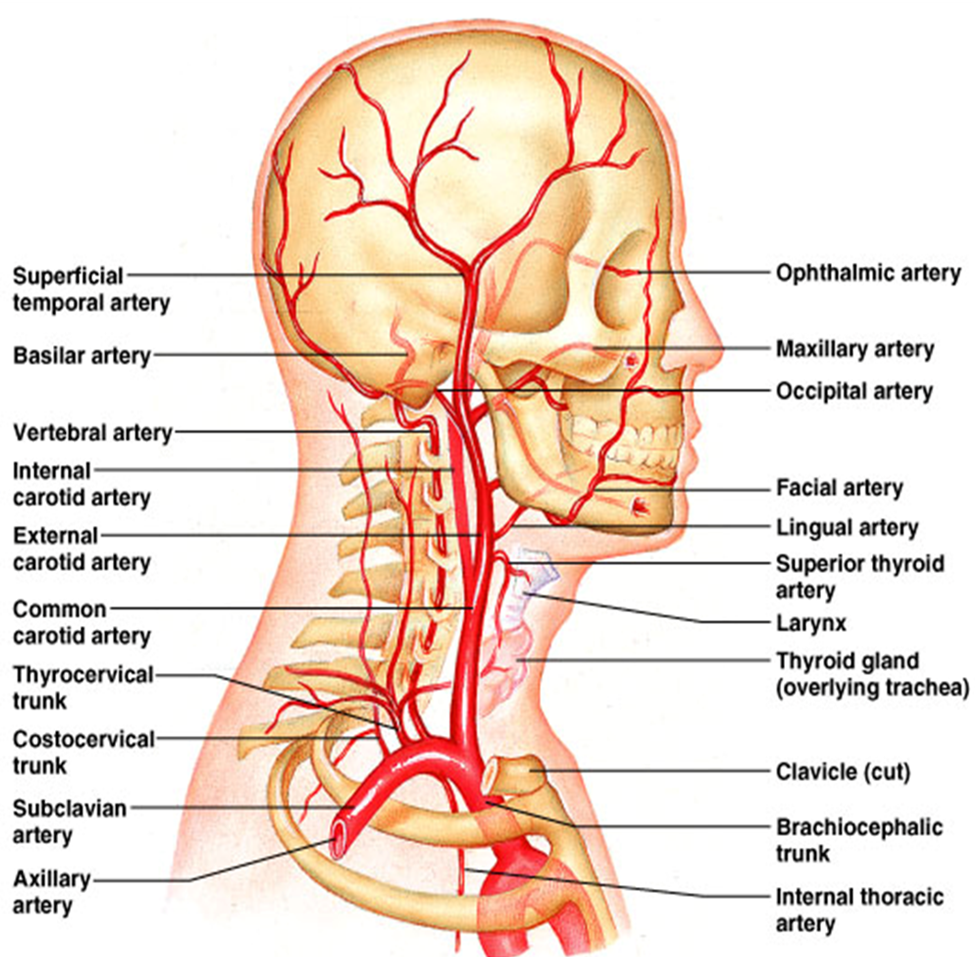 Superficial
temporal artery
Basilar artery
Vertebral artery
Internal
carotid artery
External
carotid artery
Common
carotid artery
Thyrocervical
trunk
Costocervical
trunk
Subclavian
artery
Axillary
artery
Ophthalmic artery
Maxillary artery
Occipital artery
Facial artery
Lingual artery
Superior thyroid
artery
Larynx
Thyroid gland
(overlying trachea)
Clavicle (cut)
Brachiocephalic
trunk
Internal thoracic
artery